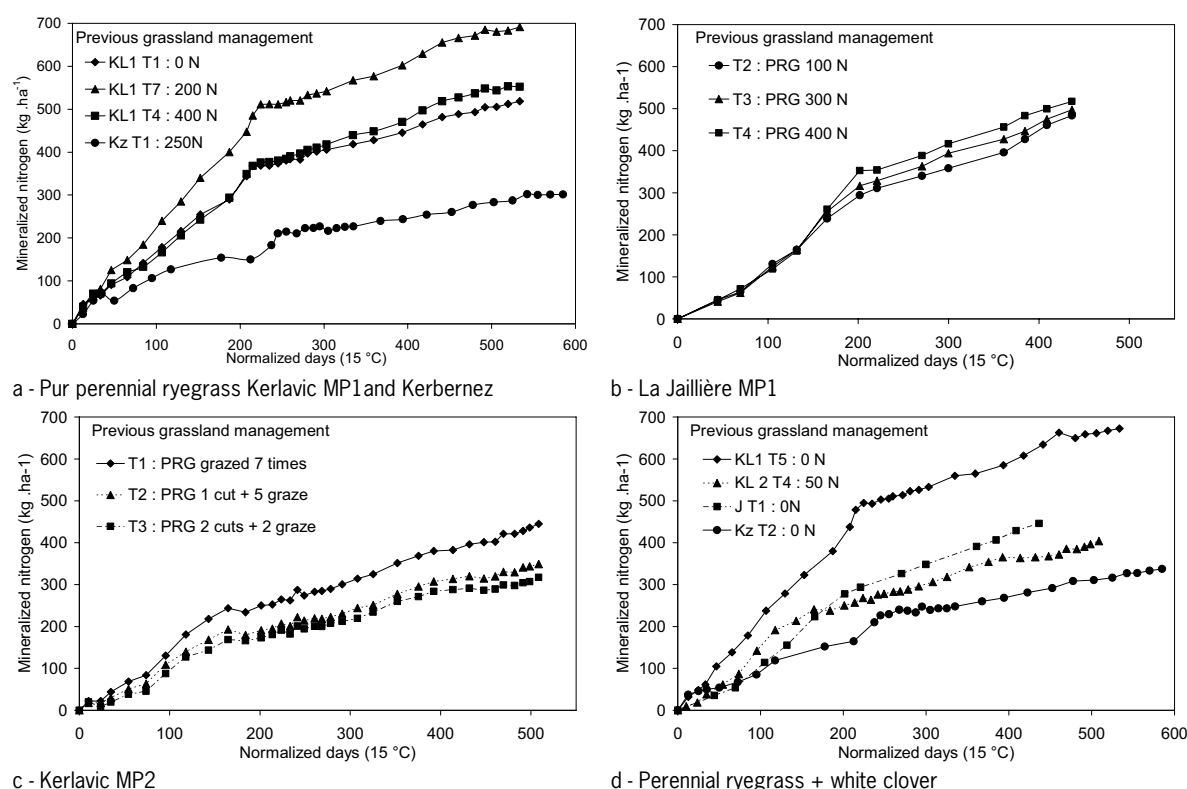 Mineralized nitrogen (kg .ha⁻¹)
700
600
500
400
300
200
100
0
Previous grassland management
KL1 T1 : 0 N
KL1 T7 : 200 N
KL1 T4 : 400 N
Kz T1 : 250N
0 100 200 300 400 500 600
Normalized days (15 °C)
a - Pur perennial ryegrass Kerlavic MP1and Kerbernez
Mineralized nitrogen (kg .ha-1)
700
600
500
400
300
200
100
0
Previous grassland management
T2 : PRG 100 N
T3 : PRG 300 N
T4 : PRG 400 N
0 100 200 300 400 500
Normalized days (15 °C)
b - La Jaillière MP1
Mineralized nitrogen (kg .ha-1)
700
600
500
400
300
200
100
0
Previous grassland management
T1 : PRG grazed 7 times
T2 : PRG 1 cut + 5 graze
T3 : PRG 2 cuts + 2 graze
0 100 200 300 400 500
Normalized days (15 °C)
c - Kerlavic MP2
Mineralized nitrogen (kg .ha-1)
700
600
500
400
300
200
100
0
Previous grassland management
KL1 T5 : 0 N
KL 2 T4 : 50 N
J T1 : 0N
Kz T2 : 0 N
0 100 200 300 400 500 600
Normalized days (15 °C)
d - Perennial ryegrass + white clover